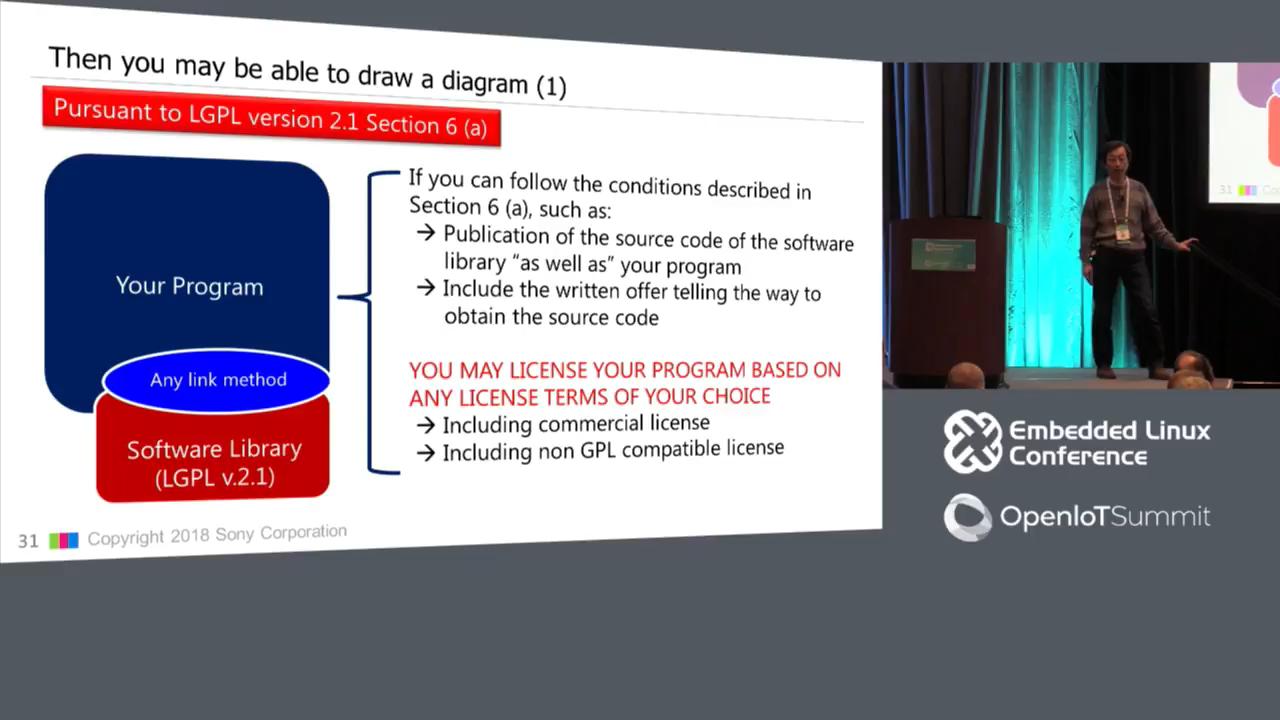 Then you may be able to draw a diagram (1)
Pursuant to LGPL version 2.1 Section 6 (a)
Your Program
Any link method
Software Library
(LGPL v.2.1)
If you can follow the conditions described in
Section 6 (a), such as:
→ Publication of the source code of the software
library “as well as” your program
→ Include the written offer telling the way to
obtain the source code
YOU MAY LICENSE YOUR PROGRAM BASED ON
ANY LICENSE TERMS OF YOUR CHOICE
→ Including commercial license
→ Including non GPL compatible license
31 Copyright 2018 Sony Corporation
31
Embedded Linux
Conference
OpenIoTSummit